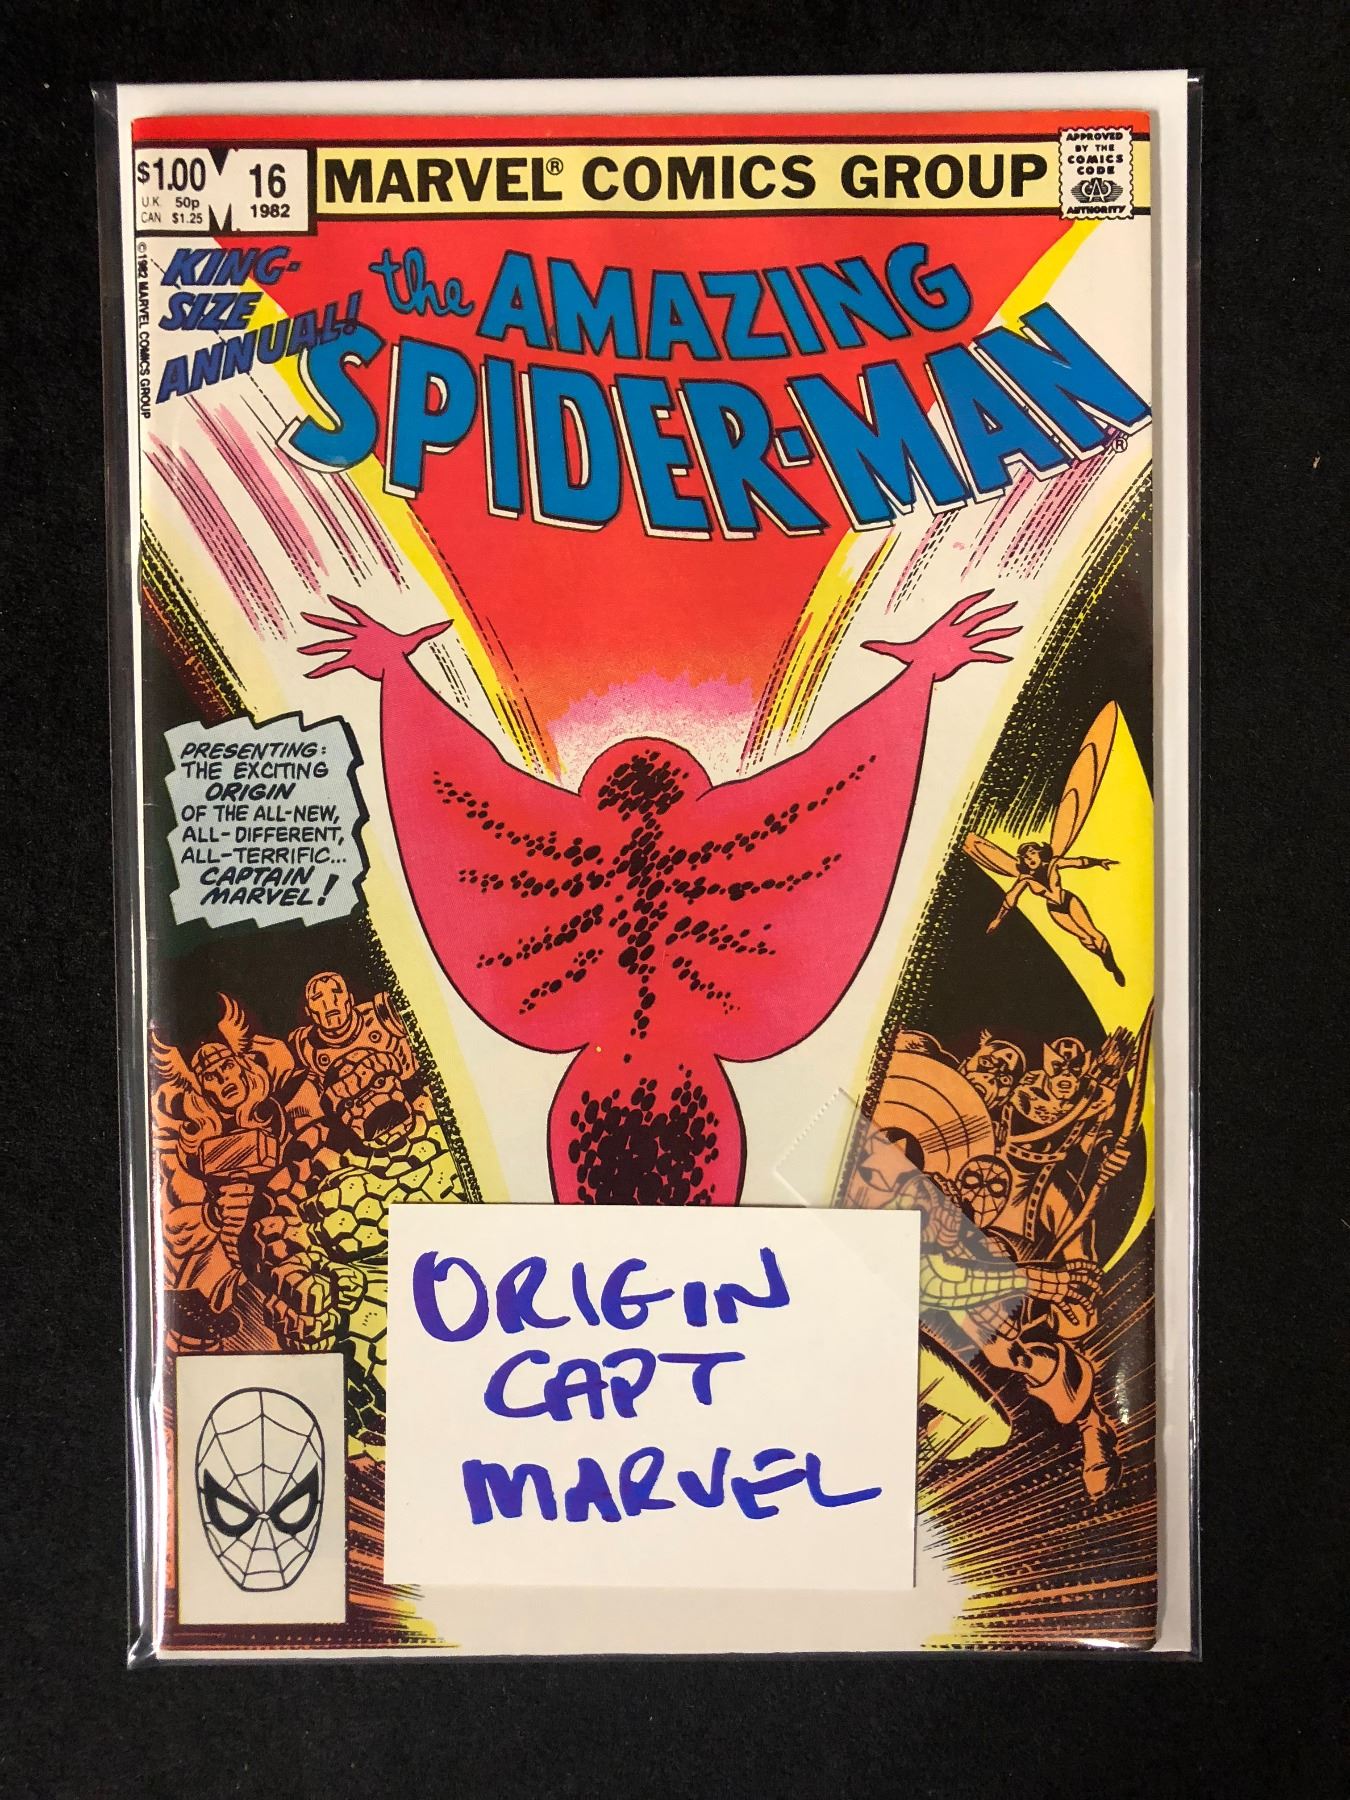 $1.00
U.K. 50p
CAN $1.25
M
16
1982
MARVEL® COMICS GROUP
APPROVED
BY THE
COMICS
CODE
CA
AUTHORITY
©1982 MARVEL COMICS GROUP
KING-
SIZE
ANNUAL!
the AMAZING
SPIDER-MAN
®
PRESENTING:
THE EXCITING
ORIGIN
OF THE ALL-NEW,
ALL-DIFFERENT,
ALL-TERRIFIC...
CAPTAIN
MARVEL!
ORIGIN
CAPT
MARVEL